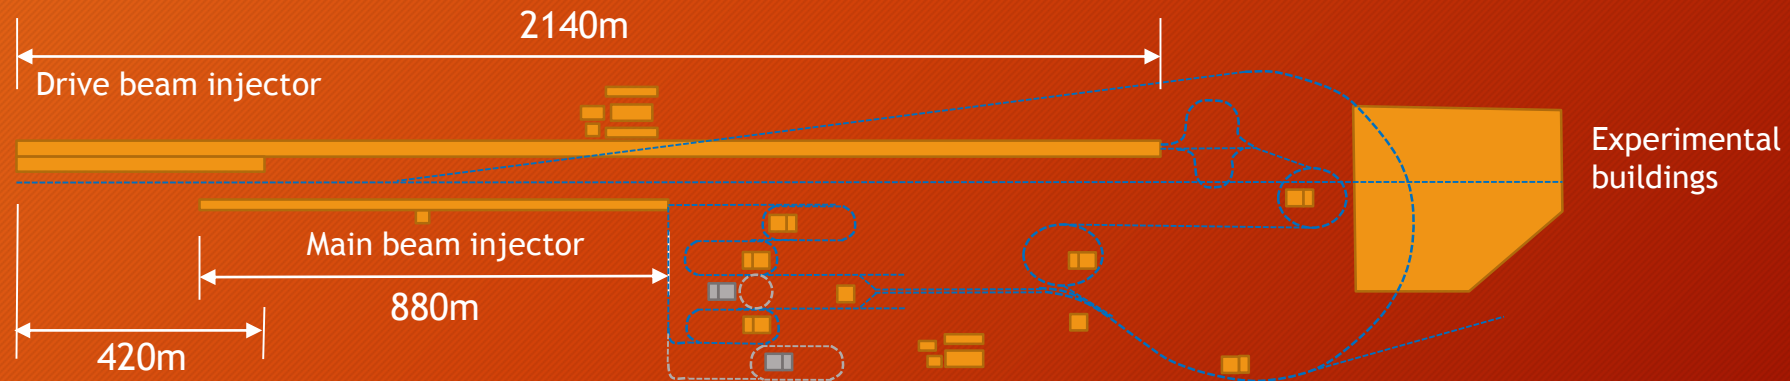 2140m
Drive beam injector
Experimental
buildings
Main beam injector
880m
420m